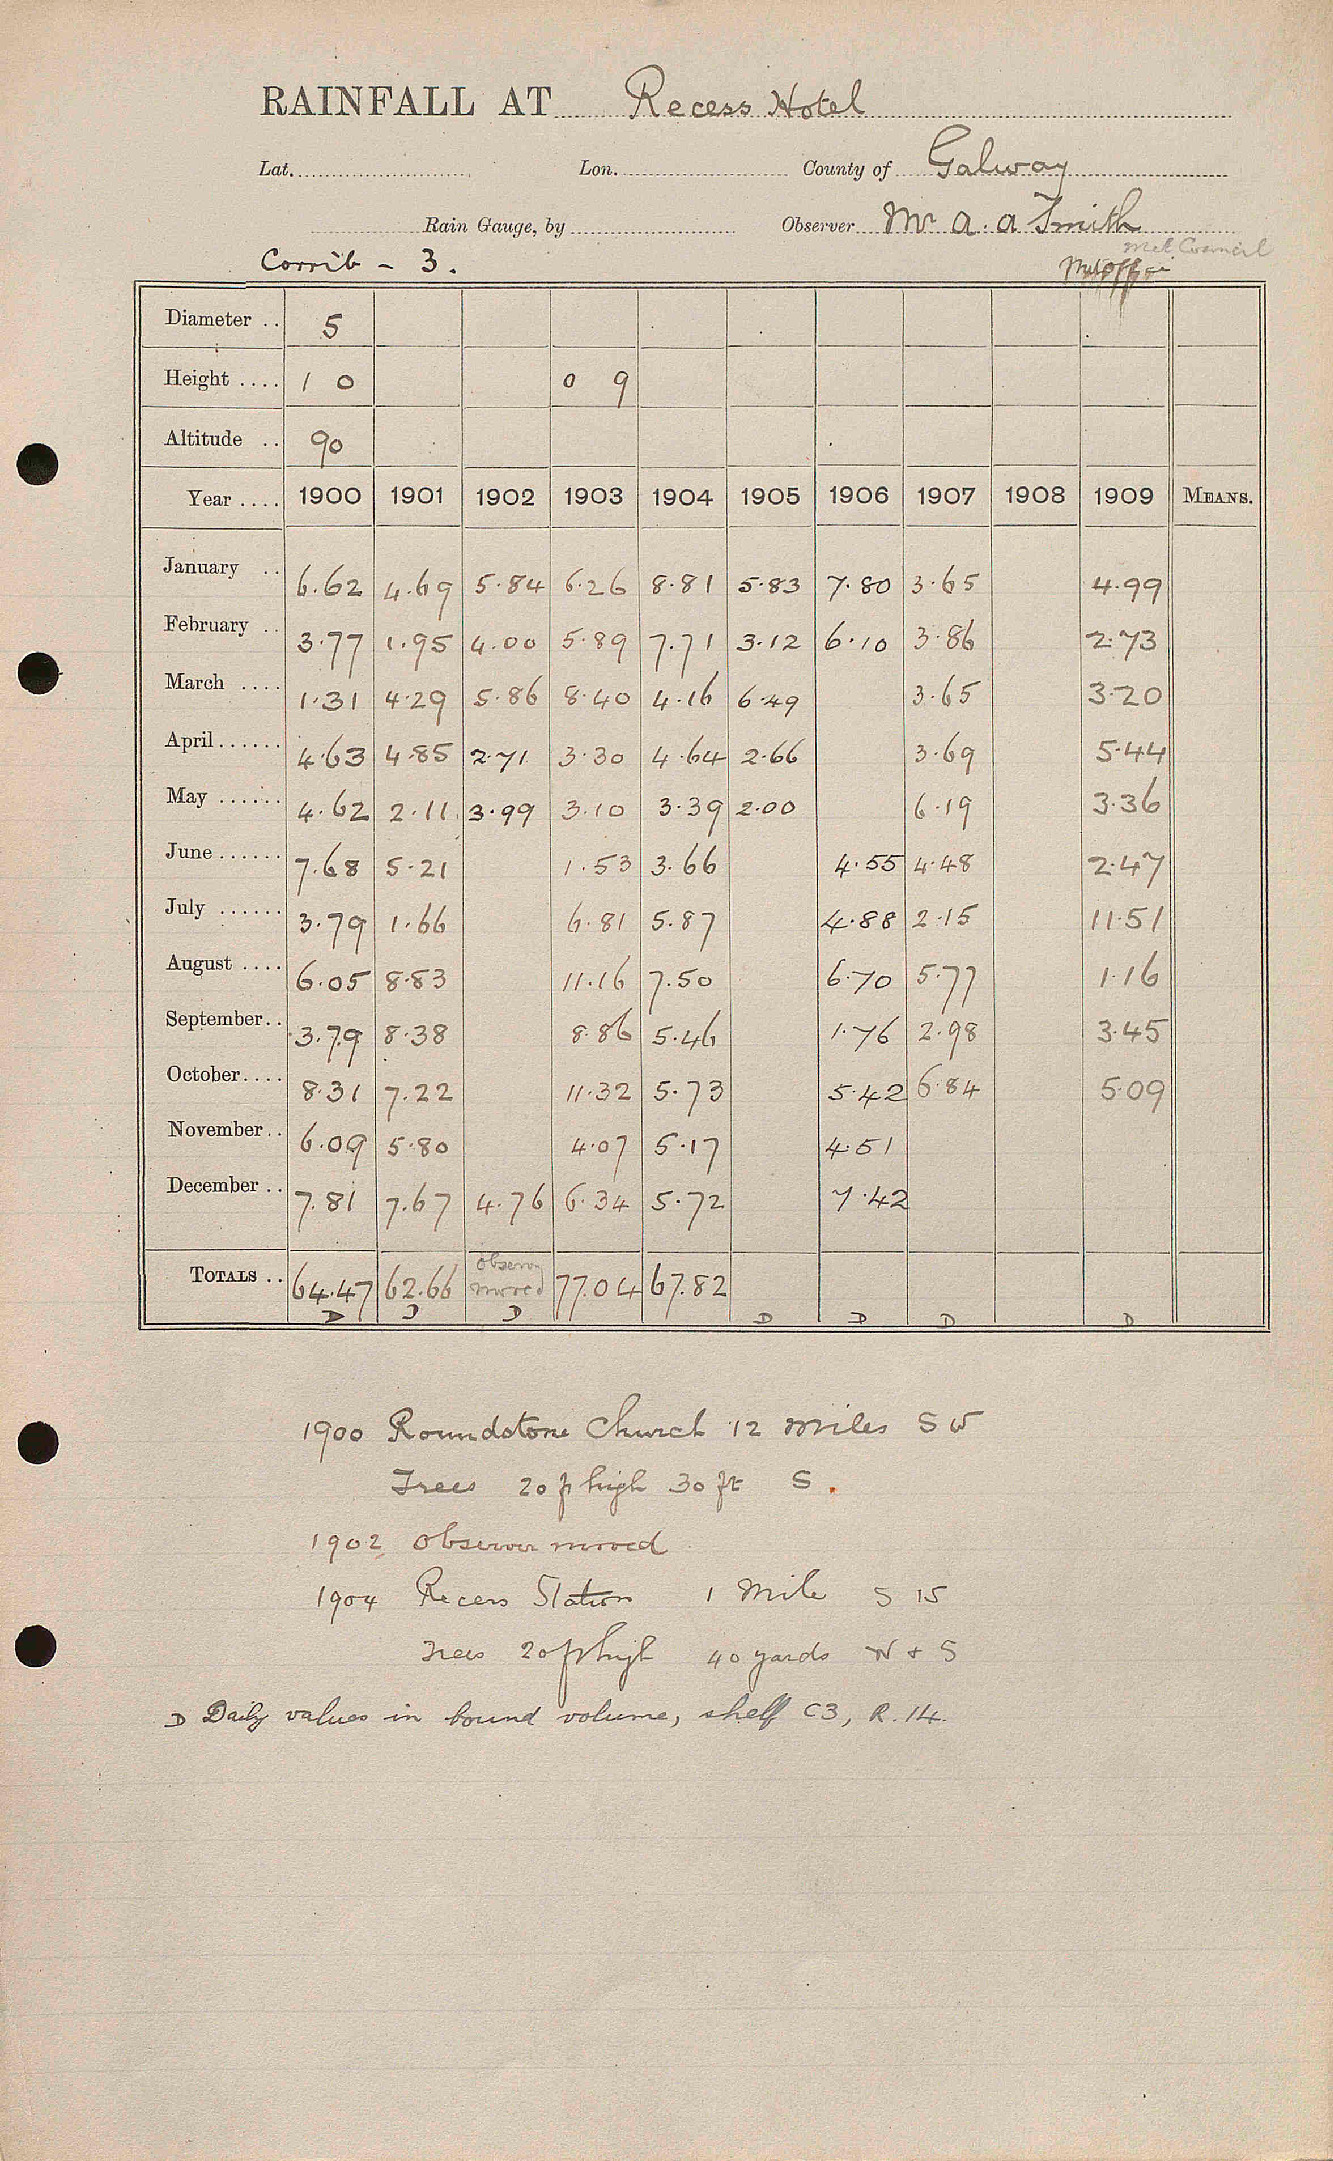 RAINFALL AT Recess Hotel
Lat. Lon. County of Galway
Rain Gauge, by Observer Mr A. A Smith
Met Council
Corrib - 3.
Diameter .. 5
Height .... 1 0 0 9
Altitude .. 90
Year .... 1900 1901 1902 1903 1904 1905 1906 1907 1908 1909 MEANS.
January .. 6.62 4.69 5.84 6.26 8.81 5.83 7.80 3.65 4.99
February .. 3.77 1.95 4.00 5.89 7.71 3.12 6.10 3.86 2.73
March .... 1.31 4.29 5.86 8.40 4.16 6.49 3.65 3.20
April...... 4.63 4.85 2.71 3.30 4.64 2.66 3.69 5.44
May ...... 4.62 2.11 3.99 3.10 3.39 2.00 6.19 3.36
June...... 7.68 5.21 1.53 3.66 4.55 4.48 2.47
July ...... 3.79 1.66 6.81 5.87 4.88 2.15 11.51
August .... 6.05 8.83 11.16 7.50 6.70 5.77 1.16
September.. 3.79 8.38 8.86 5.46 1.76 2.98 3.45
October.... 8.31 7.22 11.32 5.73 5.42 6.84 5.09
November.. 6.09 5.80 4.07 5.17 4.51
December .. 7.81 7.67 4.76 6.34 5.72 7.42
TOTALS .. 64.47 62.66 Observer moved 77.04 67.82
D D D D D D D
1900 Roundstone Church 12 miles S W
Trees 20 ft high 30 ft S.
1902 Observer moved
1904 Recess Station 1 Mile S 15
Trees 20 ft high 40 yards N + S
D Daily values in bound volume, shelf C3, R. 14.